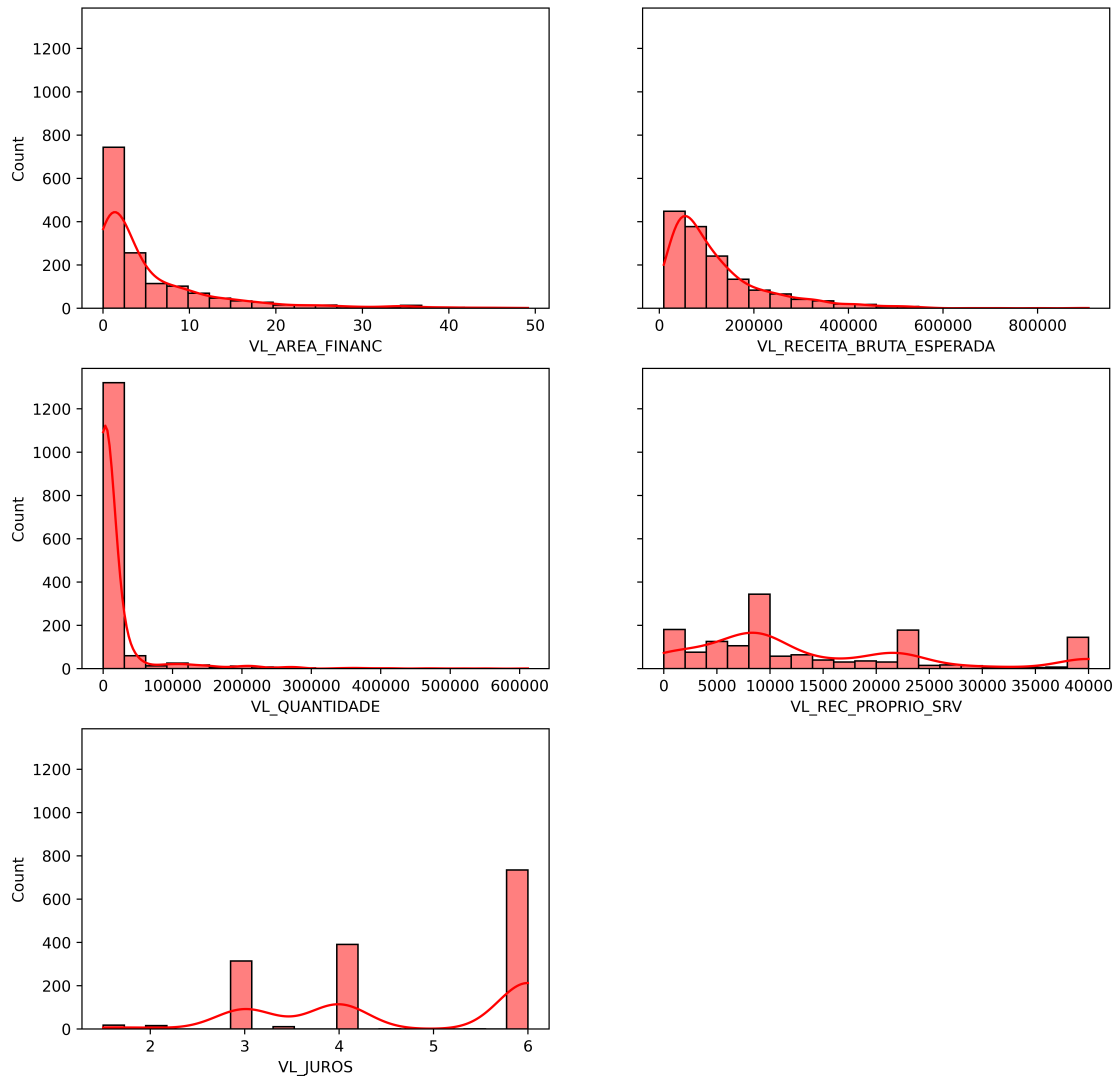 1200
1000
800
600
400
200
0
Count
0 10 20 30 40 50
VL_AREA_FINANC
0 200000 400000 600000 800000
VL_RECEITA_BRUTA_ESPERADA
1200
1000
800
600
400
200
0
Count
0 100000 200000 300000 400000 500000 600000
VL_QUANTIDADE
0 5000 10000 15000 20000 25000 30000 35000 40000
VL_REC_PROPRIO_SRV
1200
1000
800
600
400
200
0
Count
2 3 4 5 6
VL_JUROS